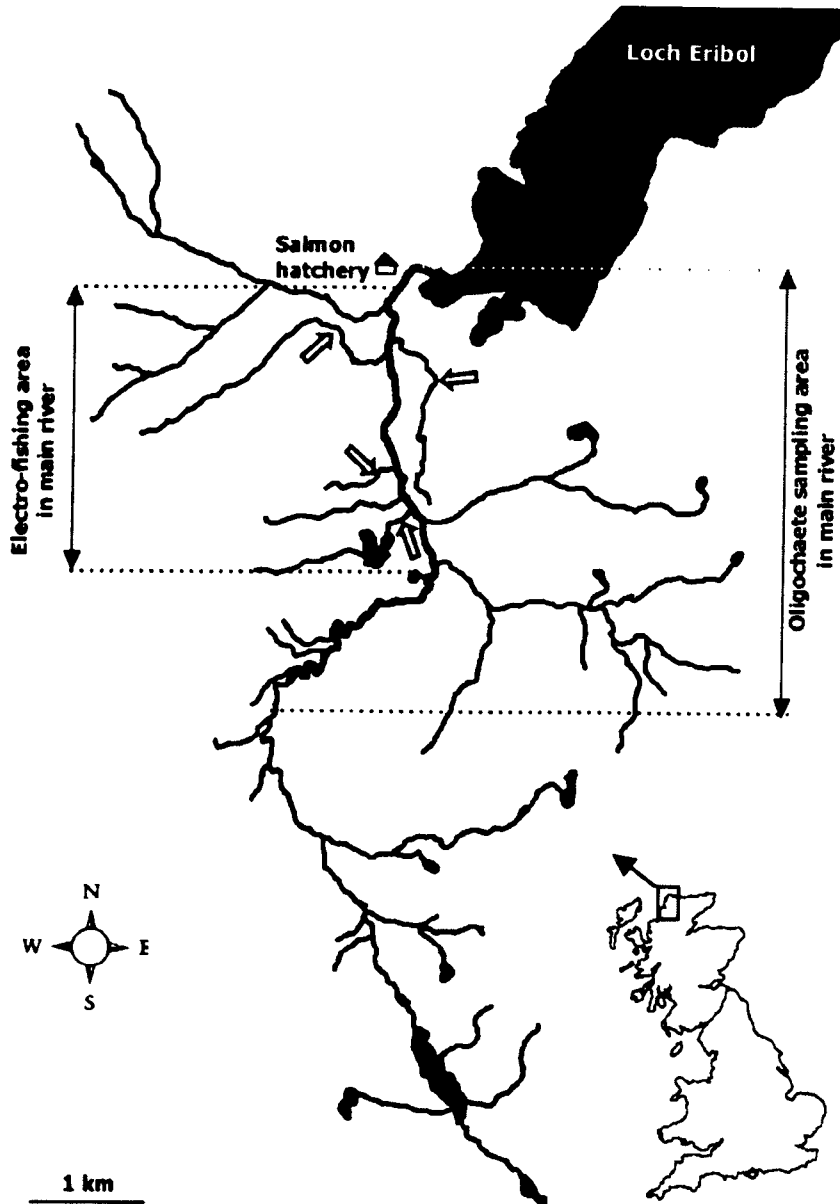 Loch Eribol
Salmon
hatchery
Electro-fishing area
in main river
Oligochaete sampling area
in main river
N
W
E
S
1 km